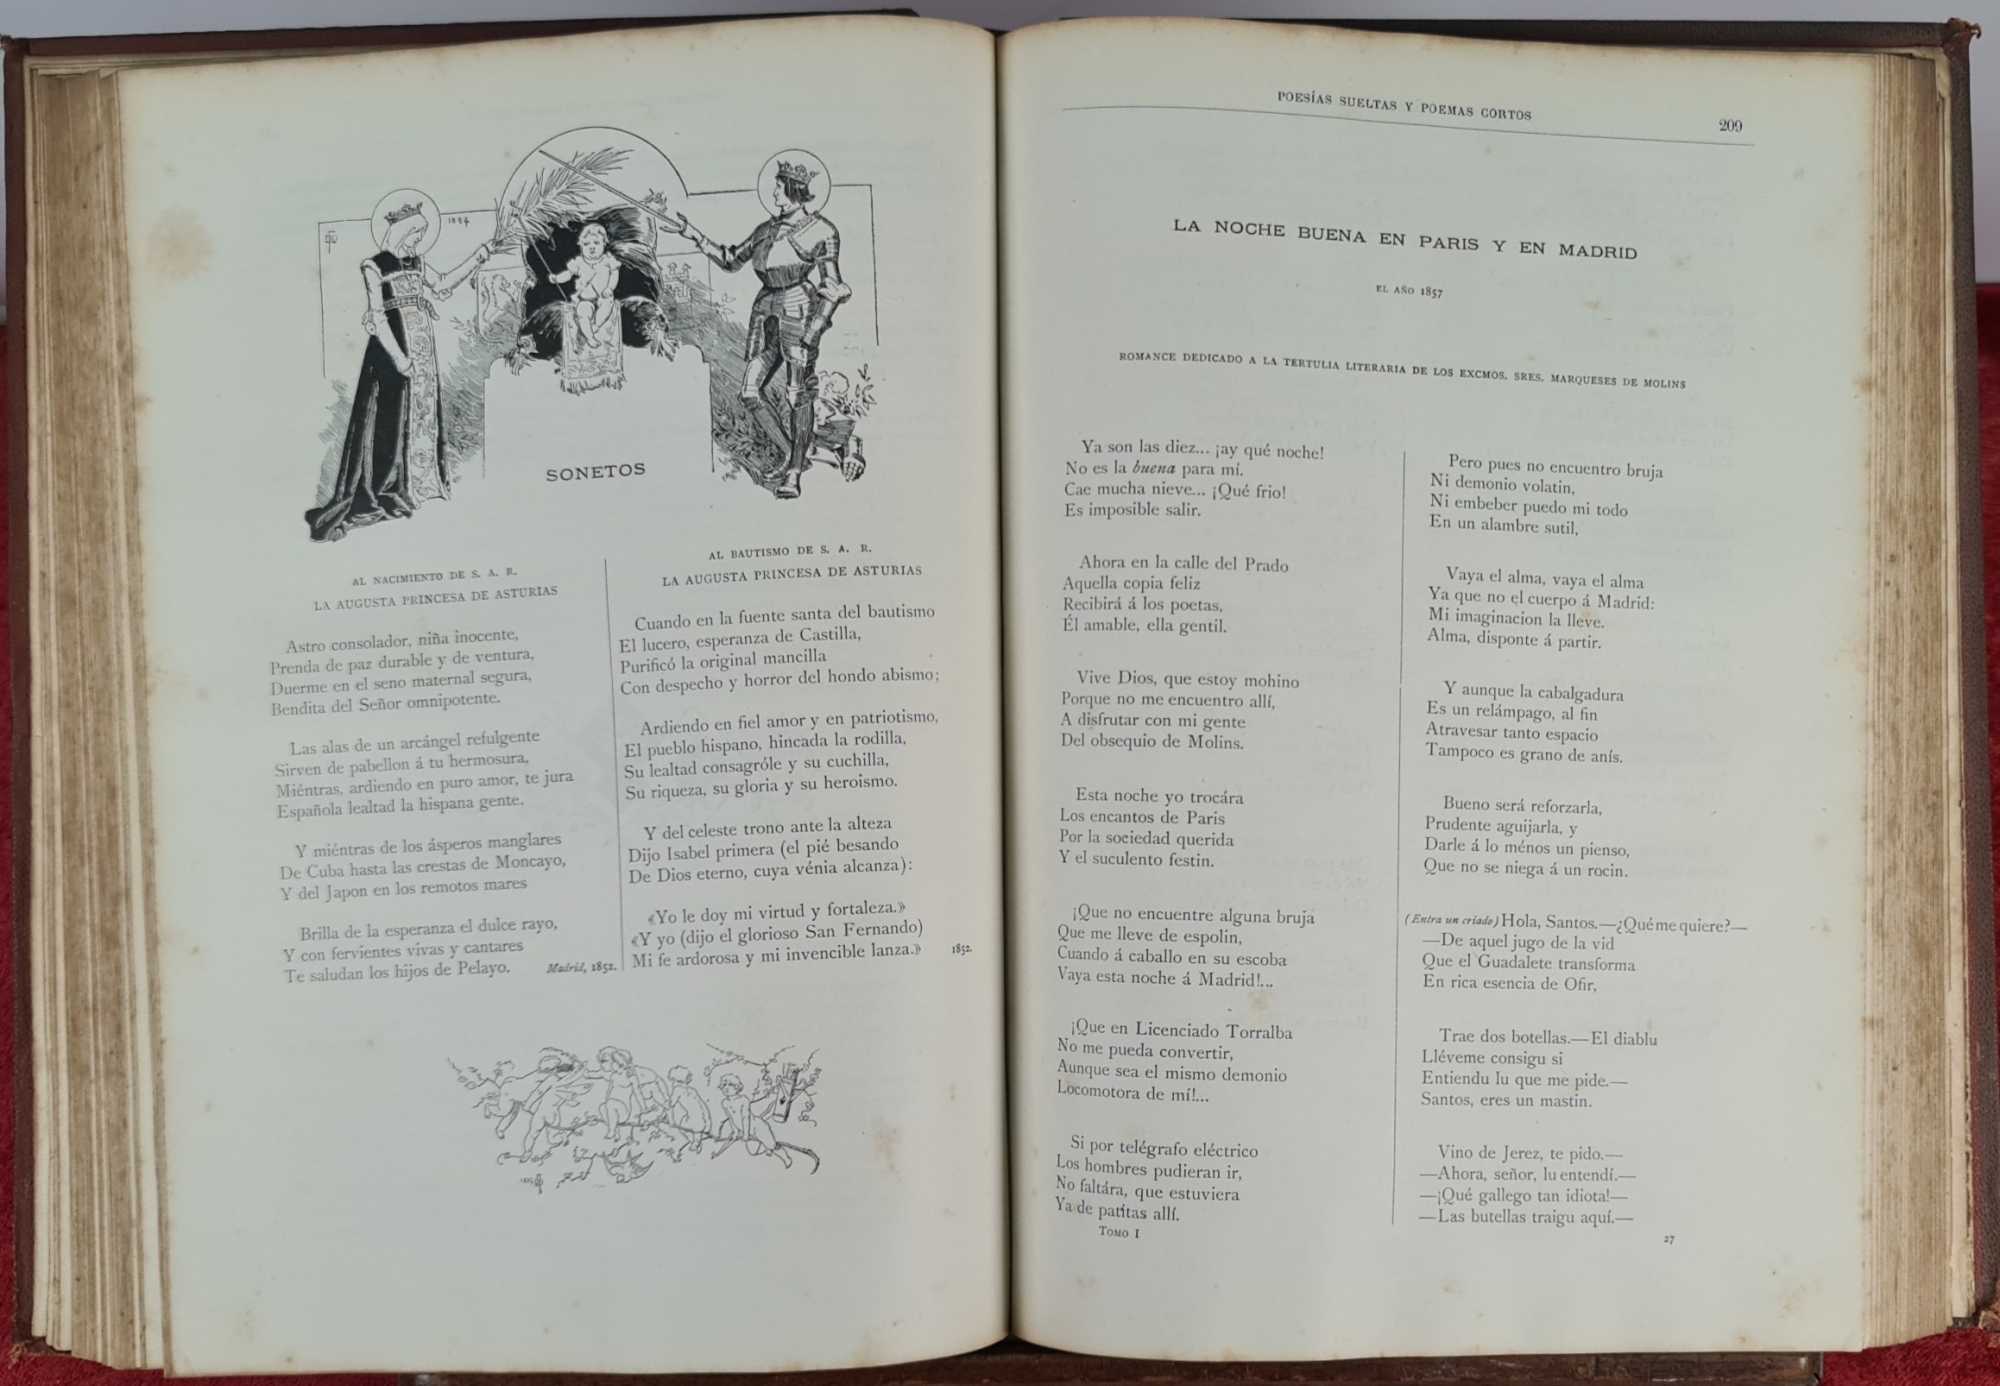 1884
SONETOS
AL NACIMIENTO DE S. A. R.
LA AUGUSTA PRINCESA DE ASTURIAS
Astro consolador, niña inocente,
Prenda de paz durable y de ventura,
Duerme en el seno maternal segura,
Bendita del Señor omnipotente.
Las alas de un arcángel refulgente
Sirven de pabellon á tu hermosura,
Miéntras, ardiendo en puro amor, te jura
Española lealtad la hispana gente.
Y miéntras de los ásperos manglares
De Cuba hasta las crestas de Moncayo,
Y del Japon en los remotos mares
Brilla de la esperanza el dulce rayo,
Y con fervientes vivas y cantares
Te saludan los hijos de Pelayo.
Madrid, 1852.
AL BAUTISMO DE S. A. R.
LA AUGUSTA PRINCESA DE ASTURIAS
Cuando en la fuente santa del bautismo
El lucero, esperanza de Castilla,
Purificó la original mancilla
Con despecho y horror del hondo abismo;
Ardiendo en fiel amor y en patriotismo,
El pueblo hispano, hincada la rodilla,
Su lealtad consagróle y su cuchilla,
Su riqueza, su gloria y su heroismo.
Y del celeste trono ante la alteza
Dijo Isabel primera (el pié besando
De Dios eterno, cuya vénia alcanza):
«Yo le doy mi virtud y fortaleza.»
«Y yo (dijo el glorioso San Fernando)
Mi fe ardorosa y mi invencible lanza.»
1852.
POESÍAS SUELTAS Y POEMAS CORTOS
209
LA NOCHE BUENA EN PARIS Y EN MADRID
EL AÑO 1857
ROMANCE DEDICADO A LA TERTULIA LITERARIA DE LOS EXCMOS. SRES. MARQUESES DE MOLINS
Ya son las diez... ¡ay qué noche!
No es la buena para mí.
Cae mucha nieve... ¡Qué frio!
Es imposible salir.
Ahora en la calle del Prado
Aquella copia feliz
Recibirá á los poetas,
Él amable, ella gentil.
Vive Dios, que estoy mohino
Porque no me encuentro allí,
A disfrutar con mi gente
Del obsequio de Molins.
Esta noche yo trocára
Los encantos de Paris
Por la sociedad querida
Y el suculento festin.
¡Que no encuentre alguna bruja
Que me lleve de espolin,
Cuando á caballo en su escoba
Vaya esta noche á Madrid!...
¡Que en Licenciado Torralba
No me pueda convertir,
Aunque sea el mismo demonio
Locomotora de mí!...
Si por telégrafo eléctrico
Los hombres pudieran ir,
No faltára, que estuviera
Ya de patitas allí.
TOMO I
Pero pues no encuentro bruja
Ni demonio volatin,
Ni embeber puedo mi todo
En un alambre sutil,
Vaya el alma, vaya el alma
Ya que no el cuerpo á Madrid:
Mi imaginacion la lleve.
Alma, disponte á partir.
Y aunque la cabalgadura
Es un relámpago, al fin
Atravesar tanto espacio
Tampoco es grano de anís.
Bueno será reforzarla,
Prudente aguijarla, y
Darle á lo ménos un pienso,
Que no se niega á un rocin.
(Entra un criado) Hola, Santos.—¿Qué me quiere?—
—De aquel jugo de la vid
Que el Guadalete transforma
En rica esencia de Ofir,
Trae dos botellas.—El diablu
Lléveme consigu si
Entiendu lu que me pide.—
Santos, eres un mastin.
Vino de Jerez, te pido.—
—Ahora, señor, lu entendí.—
—¡Qué gallego tan idiota!—
—Las butellas traigu aquí.—
27